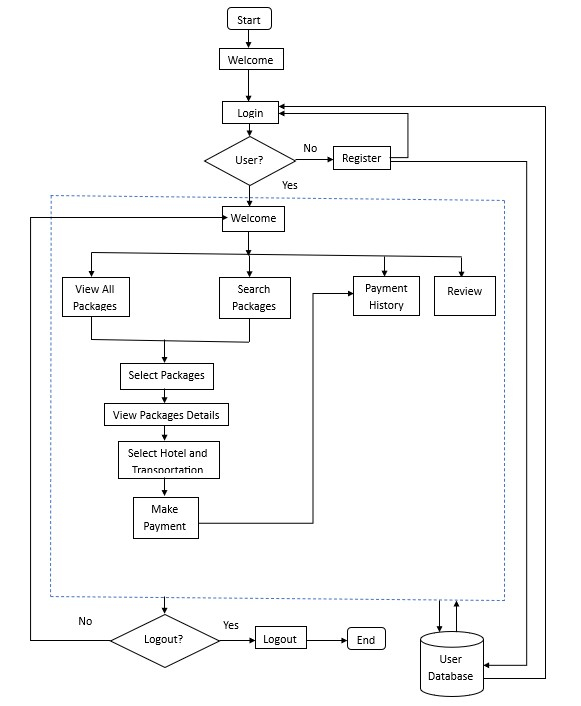 Start
Welcome
Login
User?
No
Register
Yes
Welcome
View All
Packages
Search
Packages
Payment
History
Review
Select Packages
View Packages Details
Select Hotel and
Transportation
Make
Payment
No
Logout?
Yes
Logout
End
User
Database